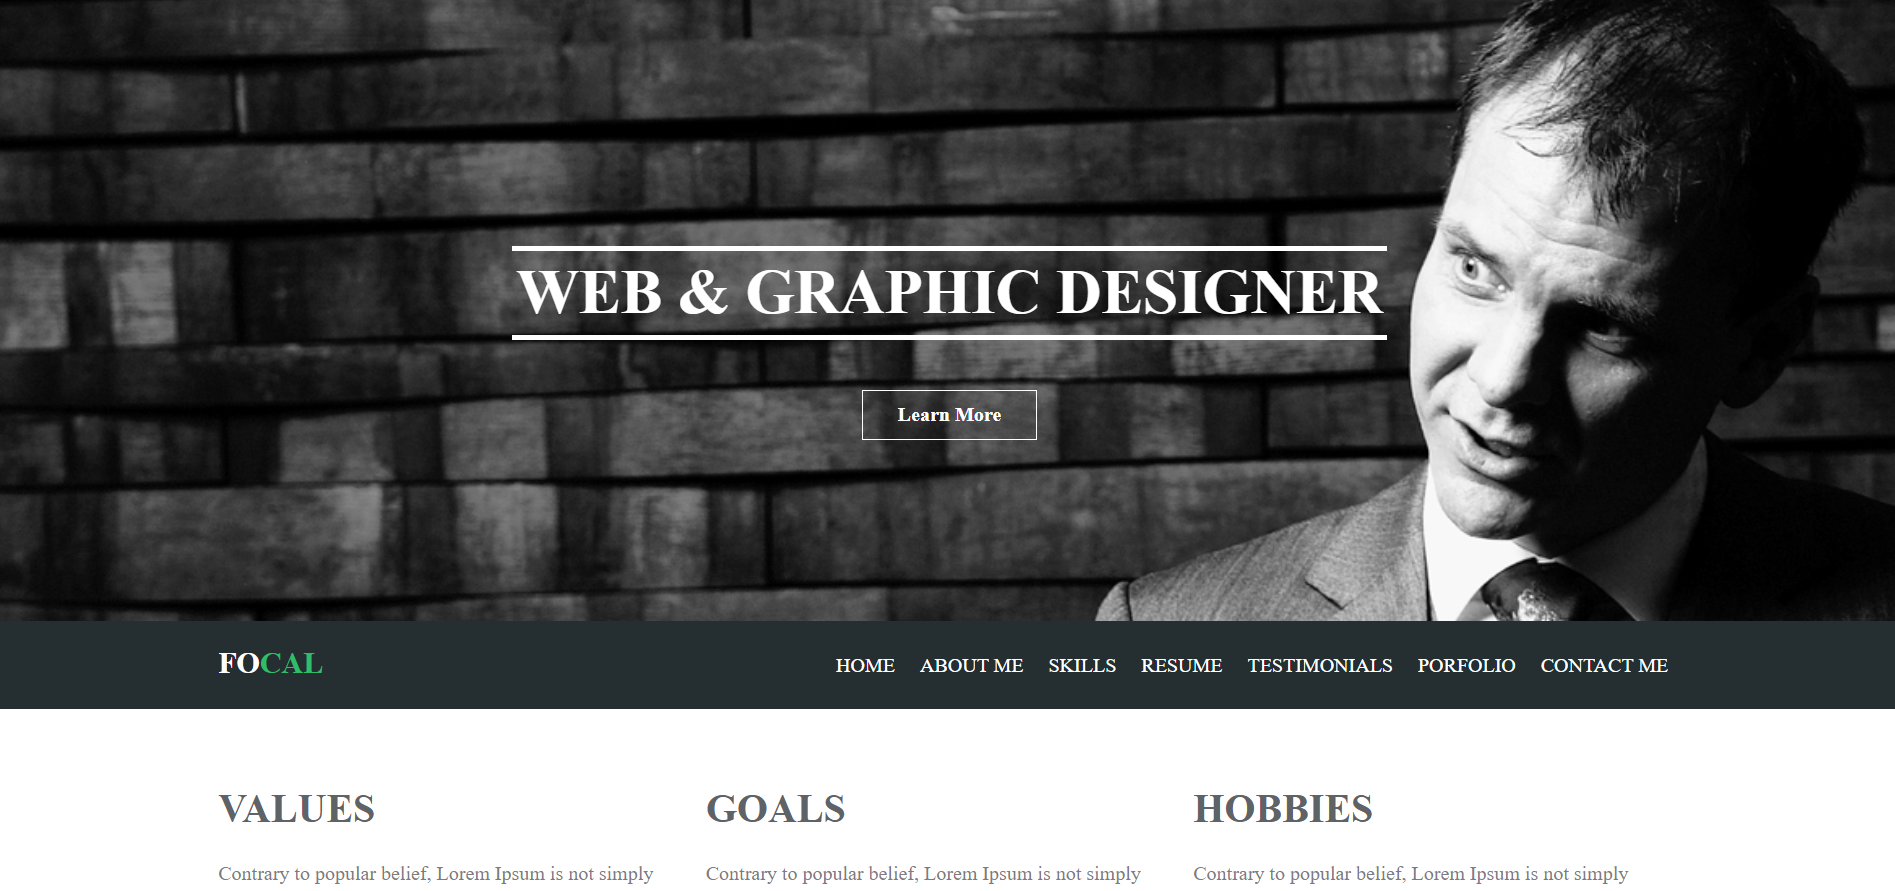 WEB & GRAPHIC DESIGNER
Learn More
FOCAL
HOME ABOUT ME SKILLS RESUME TESTIMONIALS PORFOLIO CONTACT ME
VALUES GOALS HOBBIES
Contrary to popular belief, Lorem Ipsum is not simply Contrary to popular belief, Lorem Ipsum is not simply Contrary to popular belief, Lorem Ipsum is not simply